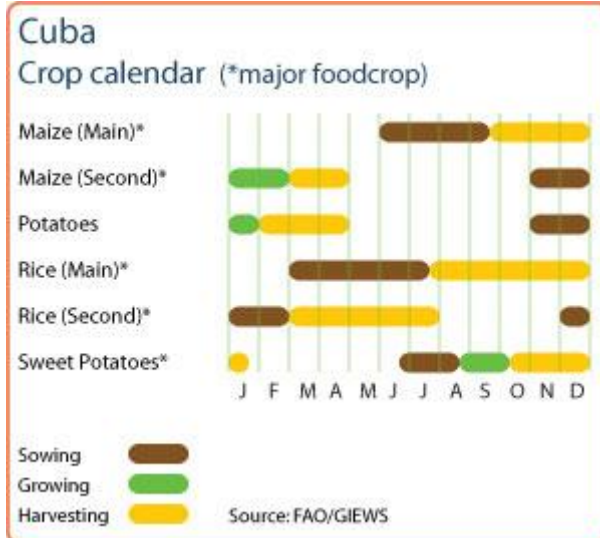 Cuba
Crop calendar (*major foodcrop)
Maize (Main)*
Maize (Second)*
Potatoes
Rice (Main)*
Rice (Second)*
Sweet Potatoes*
J F M A M J J A S O N D
Sowing
Growing
Harvesting
Source: FAO/GIEWS